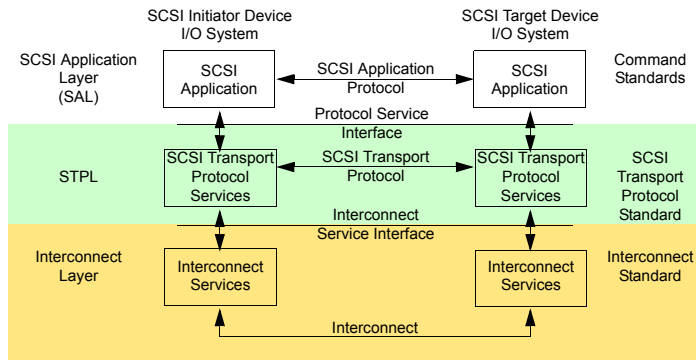 SCSI Initiator Device
I/O System
SCSI Target Device
I/O System
SCSI Application
Layer
(SAL)
SCSI
Application
SCSI Application
Protocol
SCSI
Application
Command
Standards
Protocol Service
Interface
STPL
SCSI Transport
Protocol
Services
SCSI Transport
Protocol
SCSI Transport
Protocol
Services
SCSI
Transport
Protocol
Standard
Interconnect
Service Interface
Interconnect
Layer
Interconnect
Services
Interconnect
Services
Interconnect
Standard
Interconnect